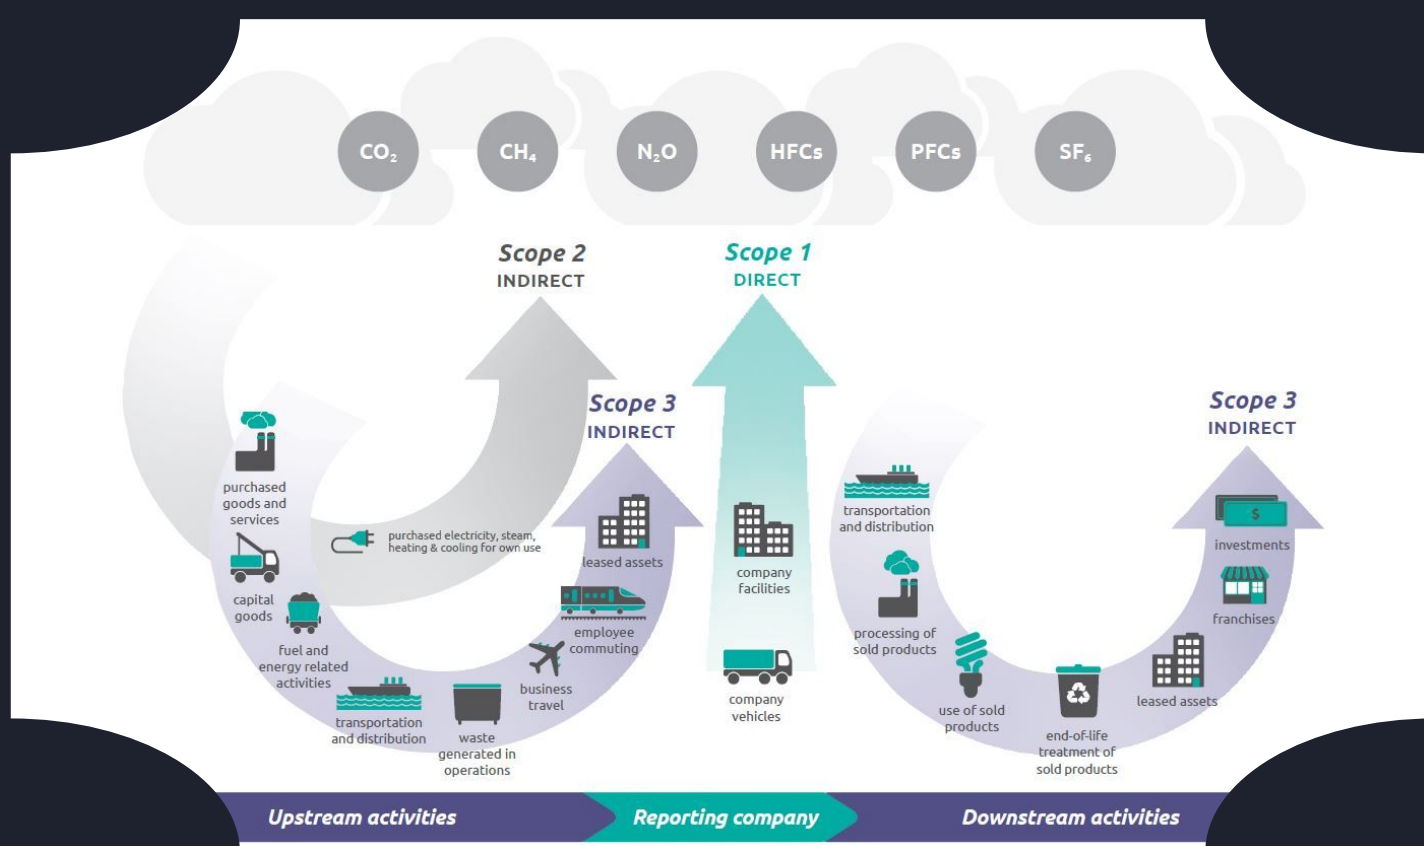 CO₂
CH₄
N₂O
HFCs
PFCs
SF₆
Scope 2
INDIRECT
Scope 1
DIRECT
Scope 3
INDIRECT
Scope 3
INDIRECT
purchased
goods and
services
capital
goods
fuel and
energy related
activities
purchased electricity, steam,
heating & cooling for own use
transportation
and distribution
waste
generated in
operations
business
travel
employee
commuting
leased assets
company
facilities
company
vehicles
transportation
and distribution
processing of
sold products
use of sold
products
end-of-life
treatment of
sold products
leased assets
franchises
$
investments
Upstream activities
Reporting company
Downstream activities